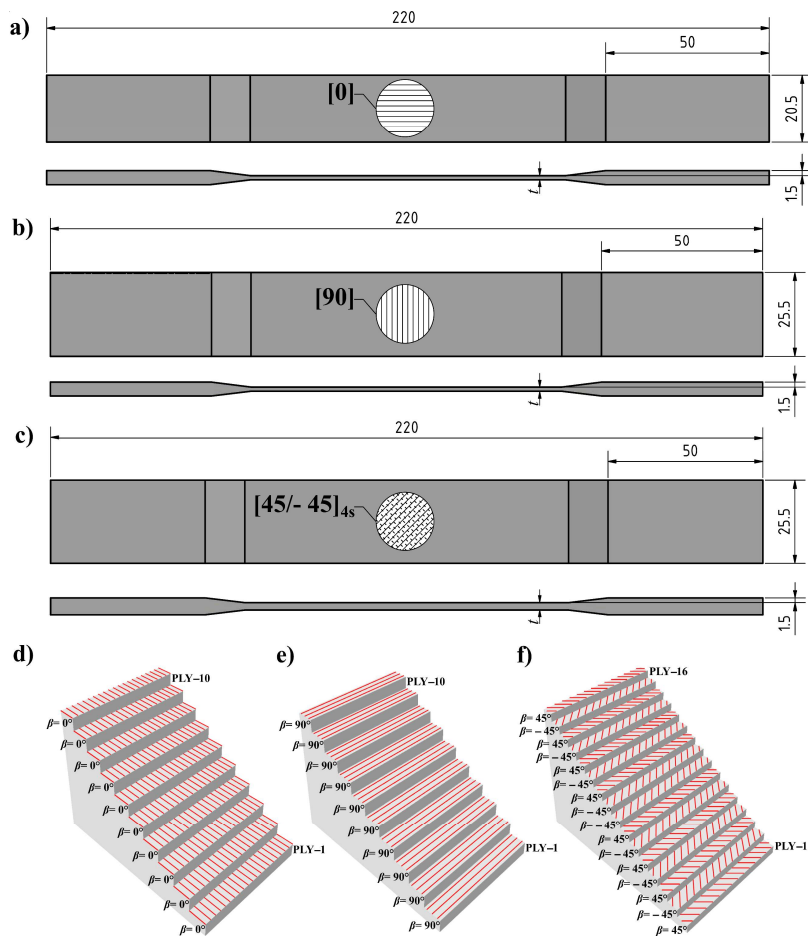 a)
220
50
[0]
20.5
t
1.5
b)
220
50
[90]
25.5
t
1.5
c)
220
50
[45/- 45]4s
25.5
t
1.5
d)
PLY–10
β= 0°
β= 0°
β= 0°
β= 0°
β= 0°
β= 0°
β= 0°
β= 0°
β= 0°
β= 0°
PLY–1
e)
PLY–10
β= 90°
β= 90°
β= 90°
β= 90°
β= 90°
β= 90°
β= 90°
β= 90°
β= 90°
β= 90°
PLY–1
f)
PLY–16
β= 45°
β= – 45°
β= 45°
β= – 45°
β= 45°
β= – 45°
β= 45°
β= – 45°
β= – 45°
β= 45°
β= – 45°
β= 45°
β= – 45°
β= 45°
β= – 45°
β= 45°
PLY–1